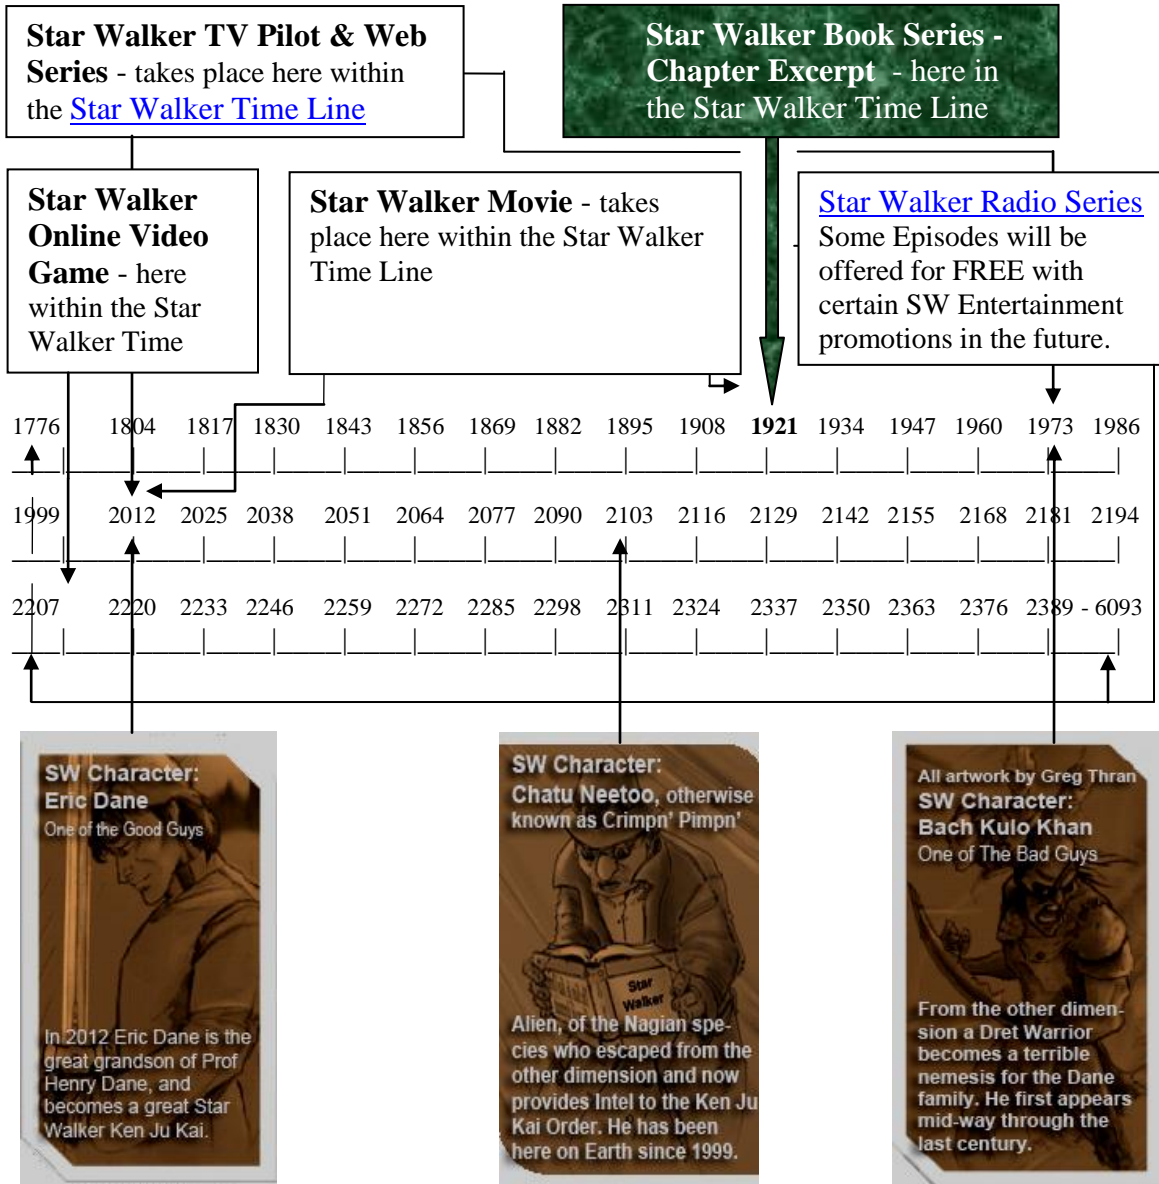 Star Walker TV Pilot & Web
Series - takes place here within
the Star Walker Time Line
Star Walker Book Series -
Chapter Excerpt - here in
the Star Walker Time Line
Star Walker
Online Video
Game - here
within the Star
Walker Time
Star Walker Movie - takes
place here within the Star Walker
Time Line
Star Walker Radio Series
Some Episodes will be
offered for FREE with
certain SW Entertainment
promotions in the future.
1776 1804 1817 1830 1843 1856 1869 1882 1895 1908 1921 1934 1947 1960 1973 1986
1999 2012 2025 2038 2051 2064 2077 2090 2103 2116 2129 2142 2155 2168 2181 2194
2207 2220 2233 2246 2259 2272 2285 2298 2311 2324 2337 2350 2363 2376 2389 - 6093
SW Character:
Eric Dane
One of the Good Guys
In 2012 Eric Dane is the
great grandson of Prof
Henry Dane, and
becomes a great Star
Walker Ken Ju Kai.
SW Character:
Chatu Neetoo, otherwise
known as Crimpn' Pimpn'
Star
Walker
Alien, of the Nagian spe-
cies who escaped from the
other dimension and now
provides Intel to the Ken Ju
Kai Order. He has been
here on Earth since 1999.
All artwork by Greg Thran
SW Character:
Bach Kulo Khan
One of The Bad Guys
From the other dimen-
sion a Dret Warrior
becomes a terrible
nemesis for the Dane
family. He first appears
mid-way through the
last century.